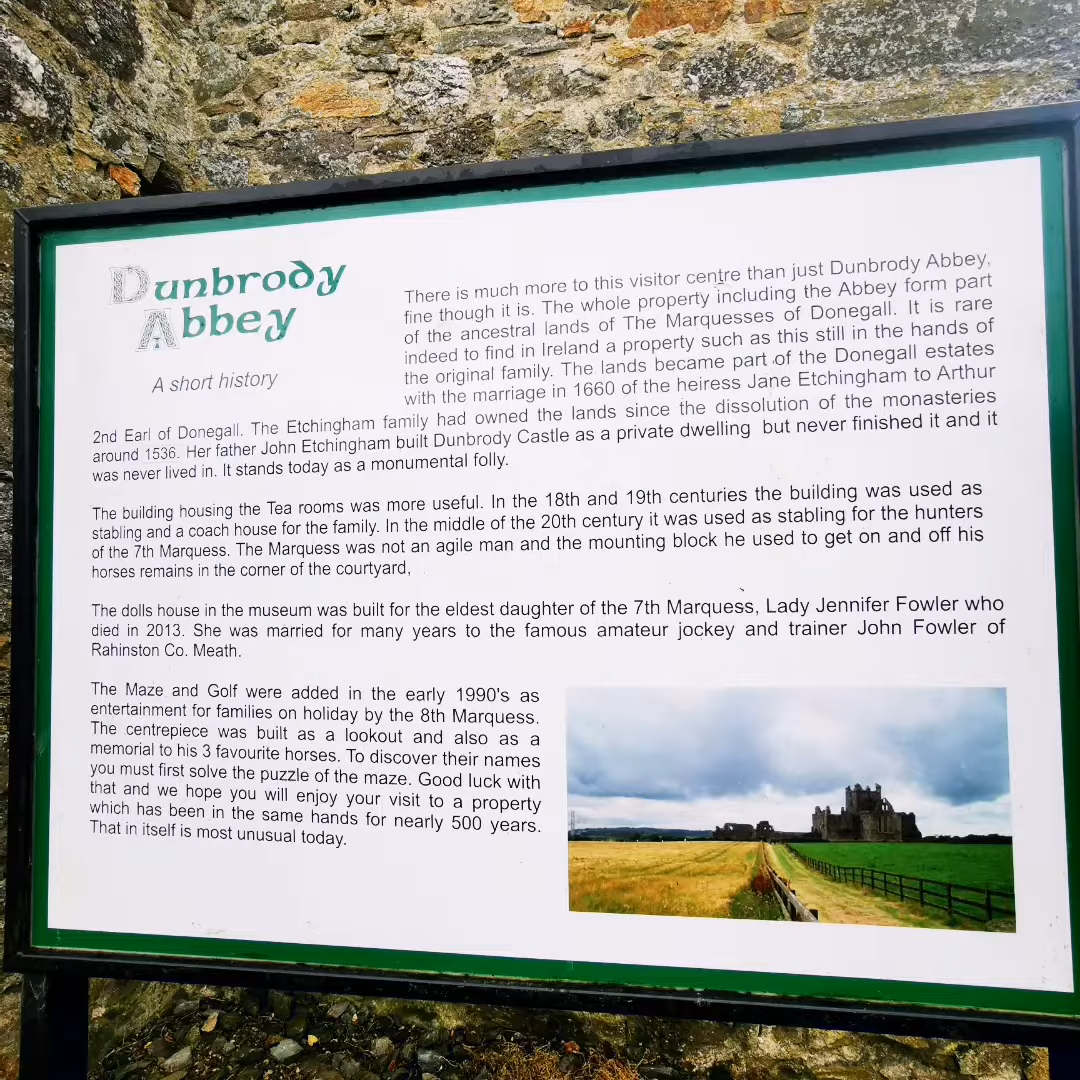 Dunbrody
Abbey
A short history
There is much more to this visitor centre than just Dunbrody Abbey,
fine though it is. The whole property including the Abbey form part
of the ancestral lands of The Marquesses of Donegall. It is rare
indeed to find in Ireland a property such as this still in the hands of
the original family. The lands became part of the Donegall estates
with the marriage in 1660 of the heiress Jane Etchingham to Arthur
2nd Earl of Donegall. The Etchingham family had owned the lands since the dissolution of the monasteries
around 1536. Her father John Etchingham built Dunbrody Castle as a private dwelling but never finished it and it
was never lived in. It stands today as a monumental folly.
The building housing the Tea rooms was more useful. In the 18th and 19th centuries the building was used as
stabling and a coach house for the family. In the middle of the 20th century it was used as stabling for the hunters
of the 7th Marquess. The Marquess was not an agile man and the mounting block he used to get on and off his
horses remains in the corner of the courtyard,
The dolls house in the museum was built for the eldest daughter of the 7th Marquess, Lady Jennifer Fowler who
died in 2013. She was married for many years to the famous amateur jockey and trainer John Fowler of
Rahinston Co. Meath.
The Maze and Golf were added in the early 1990's as
entertainment for families on holiday by the 8th Marquess.
The centrepiece was built as a lookout and also as a
memorial to his 3 favourite horses. To discover their names
you must first solve the puzzle of the maze. Good luck with
that and we hope you will enjoy your visit to a property
which has been in the same hands for nearly 500 years.
That in itself is most unusual today.